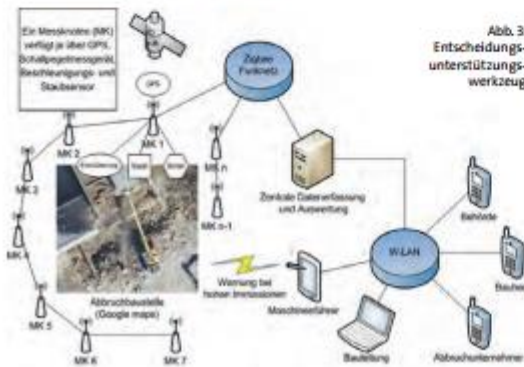 Ein Messknoten (MK)
verfügt je über GPS,
Schallpegelmessgerät,
Beschleunigungs- und
Staubsensor
Abb. 3
Entscheidungs-
unterstützungs-
werkzeug
GPS
Zigbee
Funknetz
MK 1
MK 2
MK 3
MK 4
MK 5
MK 6
MK 7
MK n
MK n-1
Zentrale Datenerfassung
und Auswertung
Behörde
W-LAN
Bauherr
Abbruchbaustelle
(Google maps)
Warnung bei
hohen Immissionen
Maschinenführer
Bauleitung
Abbruchunternehmer